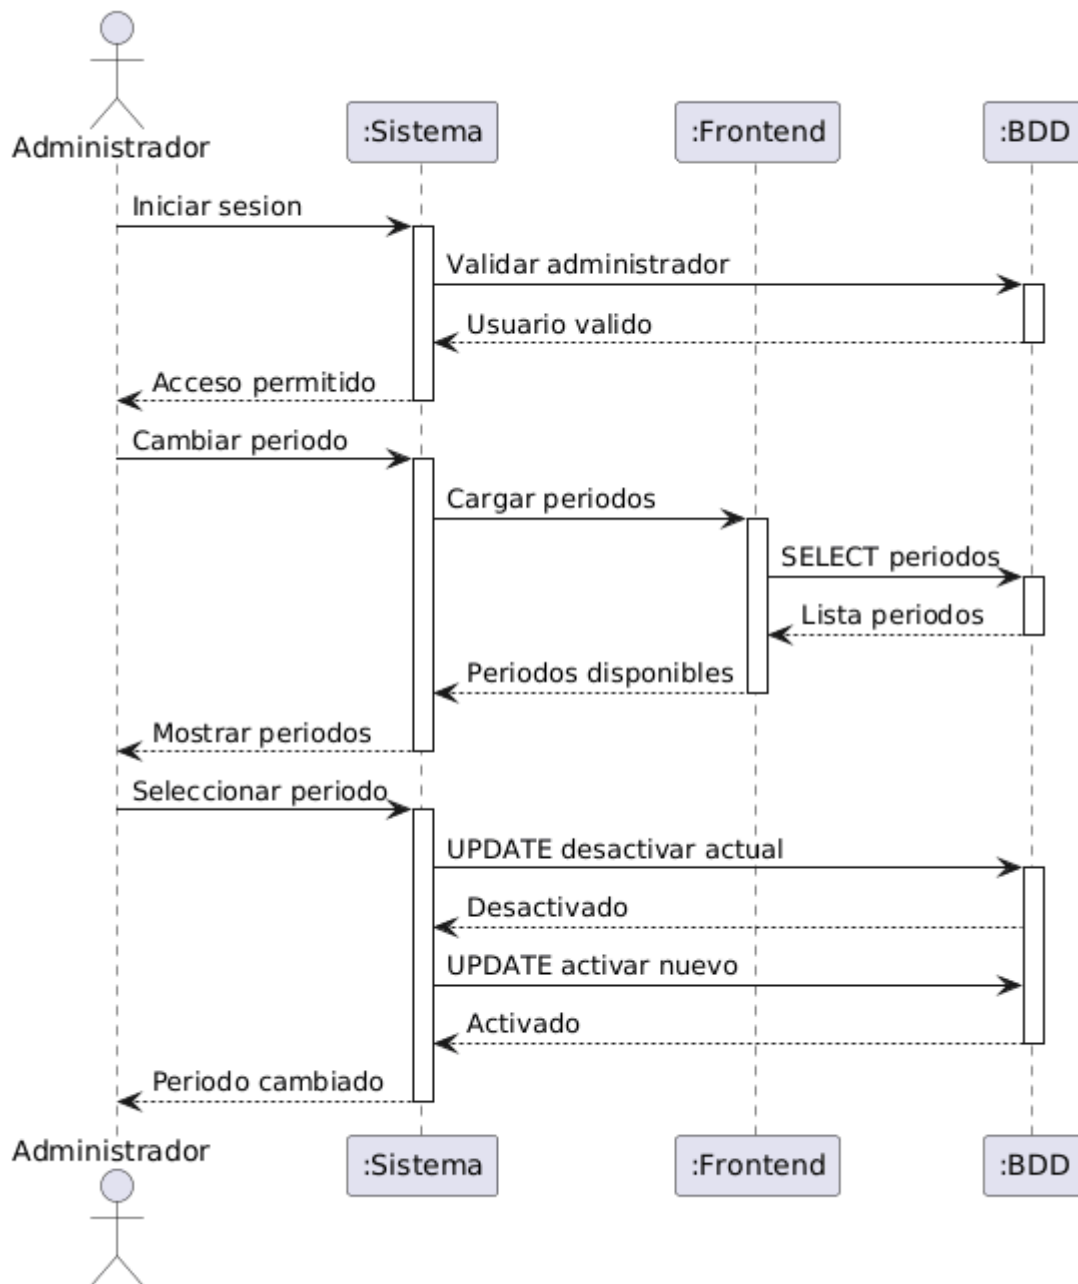 Administrador
:Sistema
:Frontend
:BDD
Iniciar sesion
Validar administrador
Usuario valido
Acceso permitido
Cambiar periodo
Cargar periodos
SELECT periodos
Lista periodos
Periodos disponibles
Mostrar periodos
Seleccionar periodo
UPDATE desactivar actual
Desactivado
UPDATE activar nuevo
Activado
Periodo cambiado
Administrador
:Sistema
:Frontend
:BDD